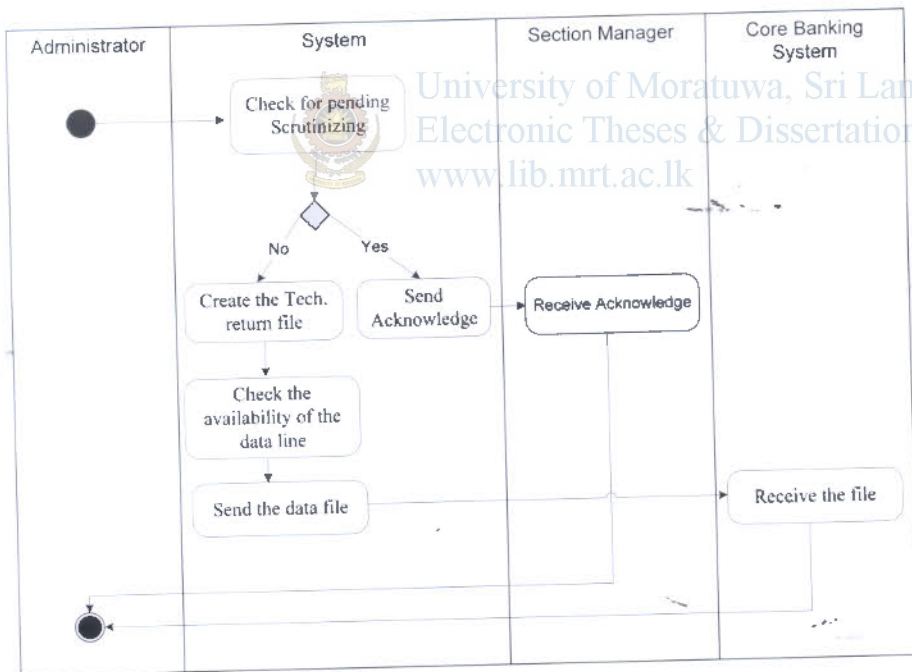 Administrator
System
Section Manager
Core Banking
System
University of Moratuwa, Sri Lan
Electronic Theses & Dissertation
www.lib.mrt.ac.lk
Check for pending
Scrutinizing
No
Yes
Create the Tech.
return file
Send
Acknowledge
Receive Acknowledge
Check the
availability of the
data line
Send the data file
Receive the file